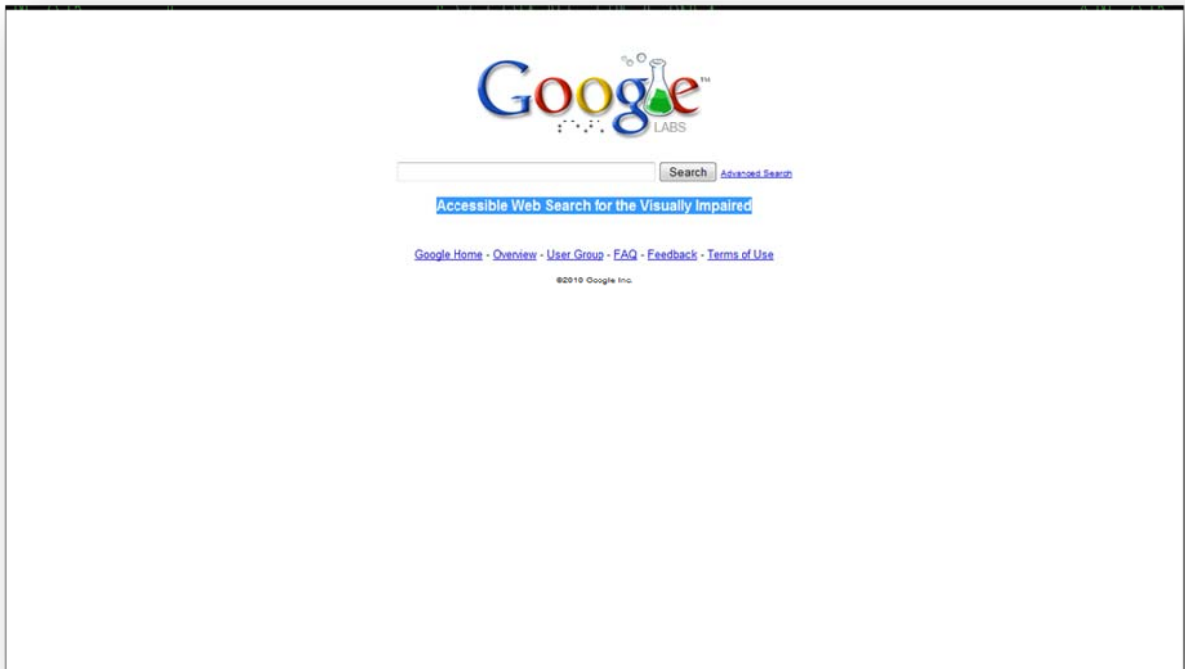 Google™
LABS
Search Advanced Search
Accessible Web Search for the Visually Impaired
Google Home - Overview - User Group - FAQ - Feedback - Terms of Use
©2010 Google Inc.